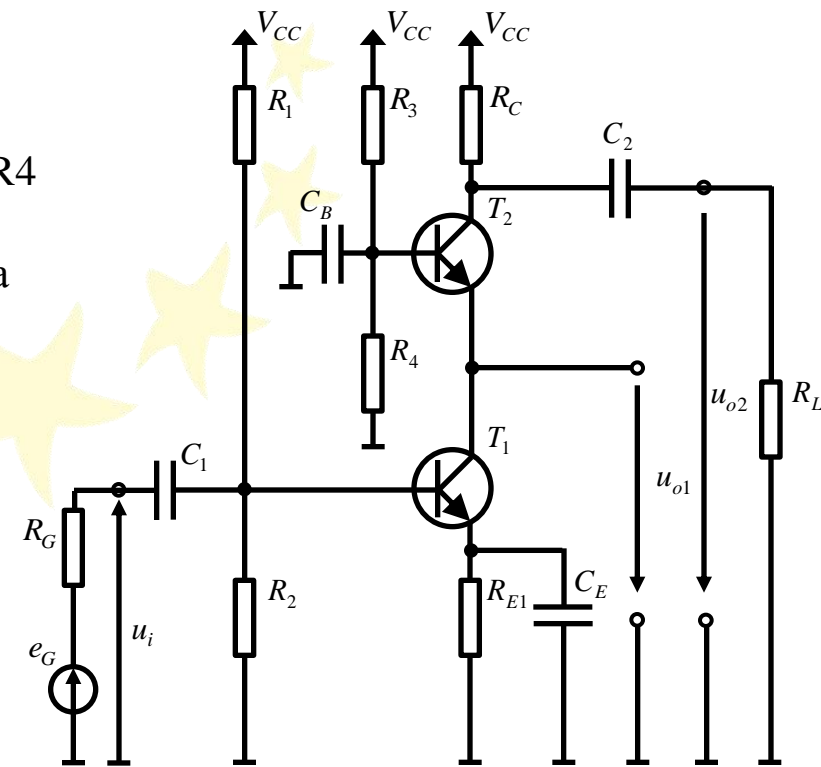 V_CC V_CC V_CC
R_1 R_3 R_C
C_2
R4
C_B T_2
a
R_4
u_o2 R_L
T_1
C_1
u_o1
R_G
R_2 R_E1 C_E
u_i
e_G